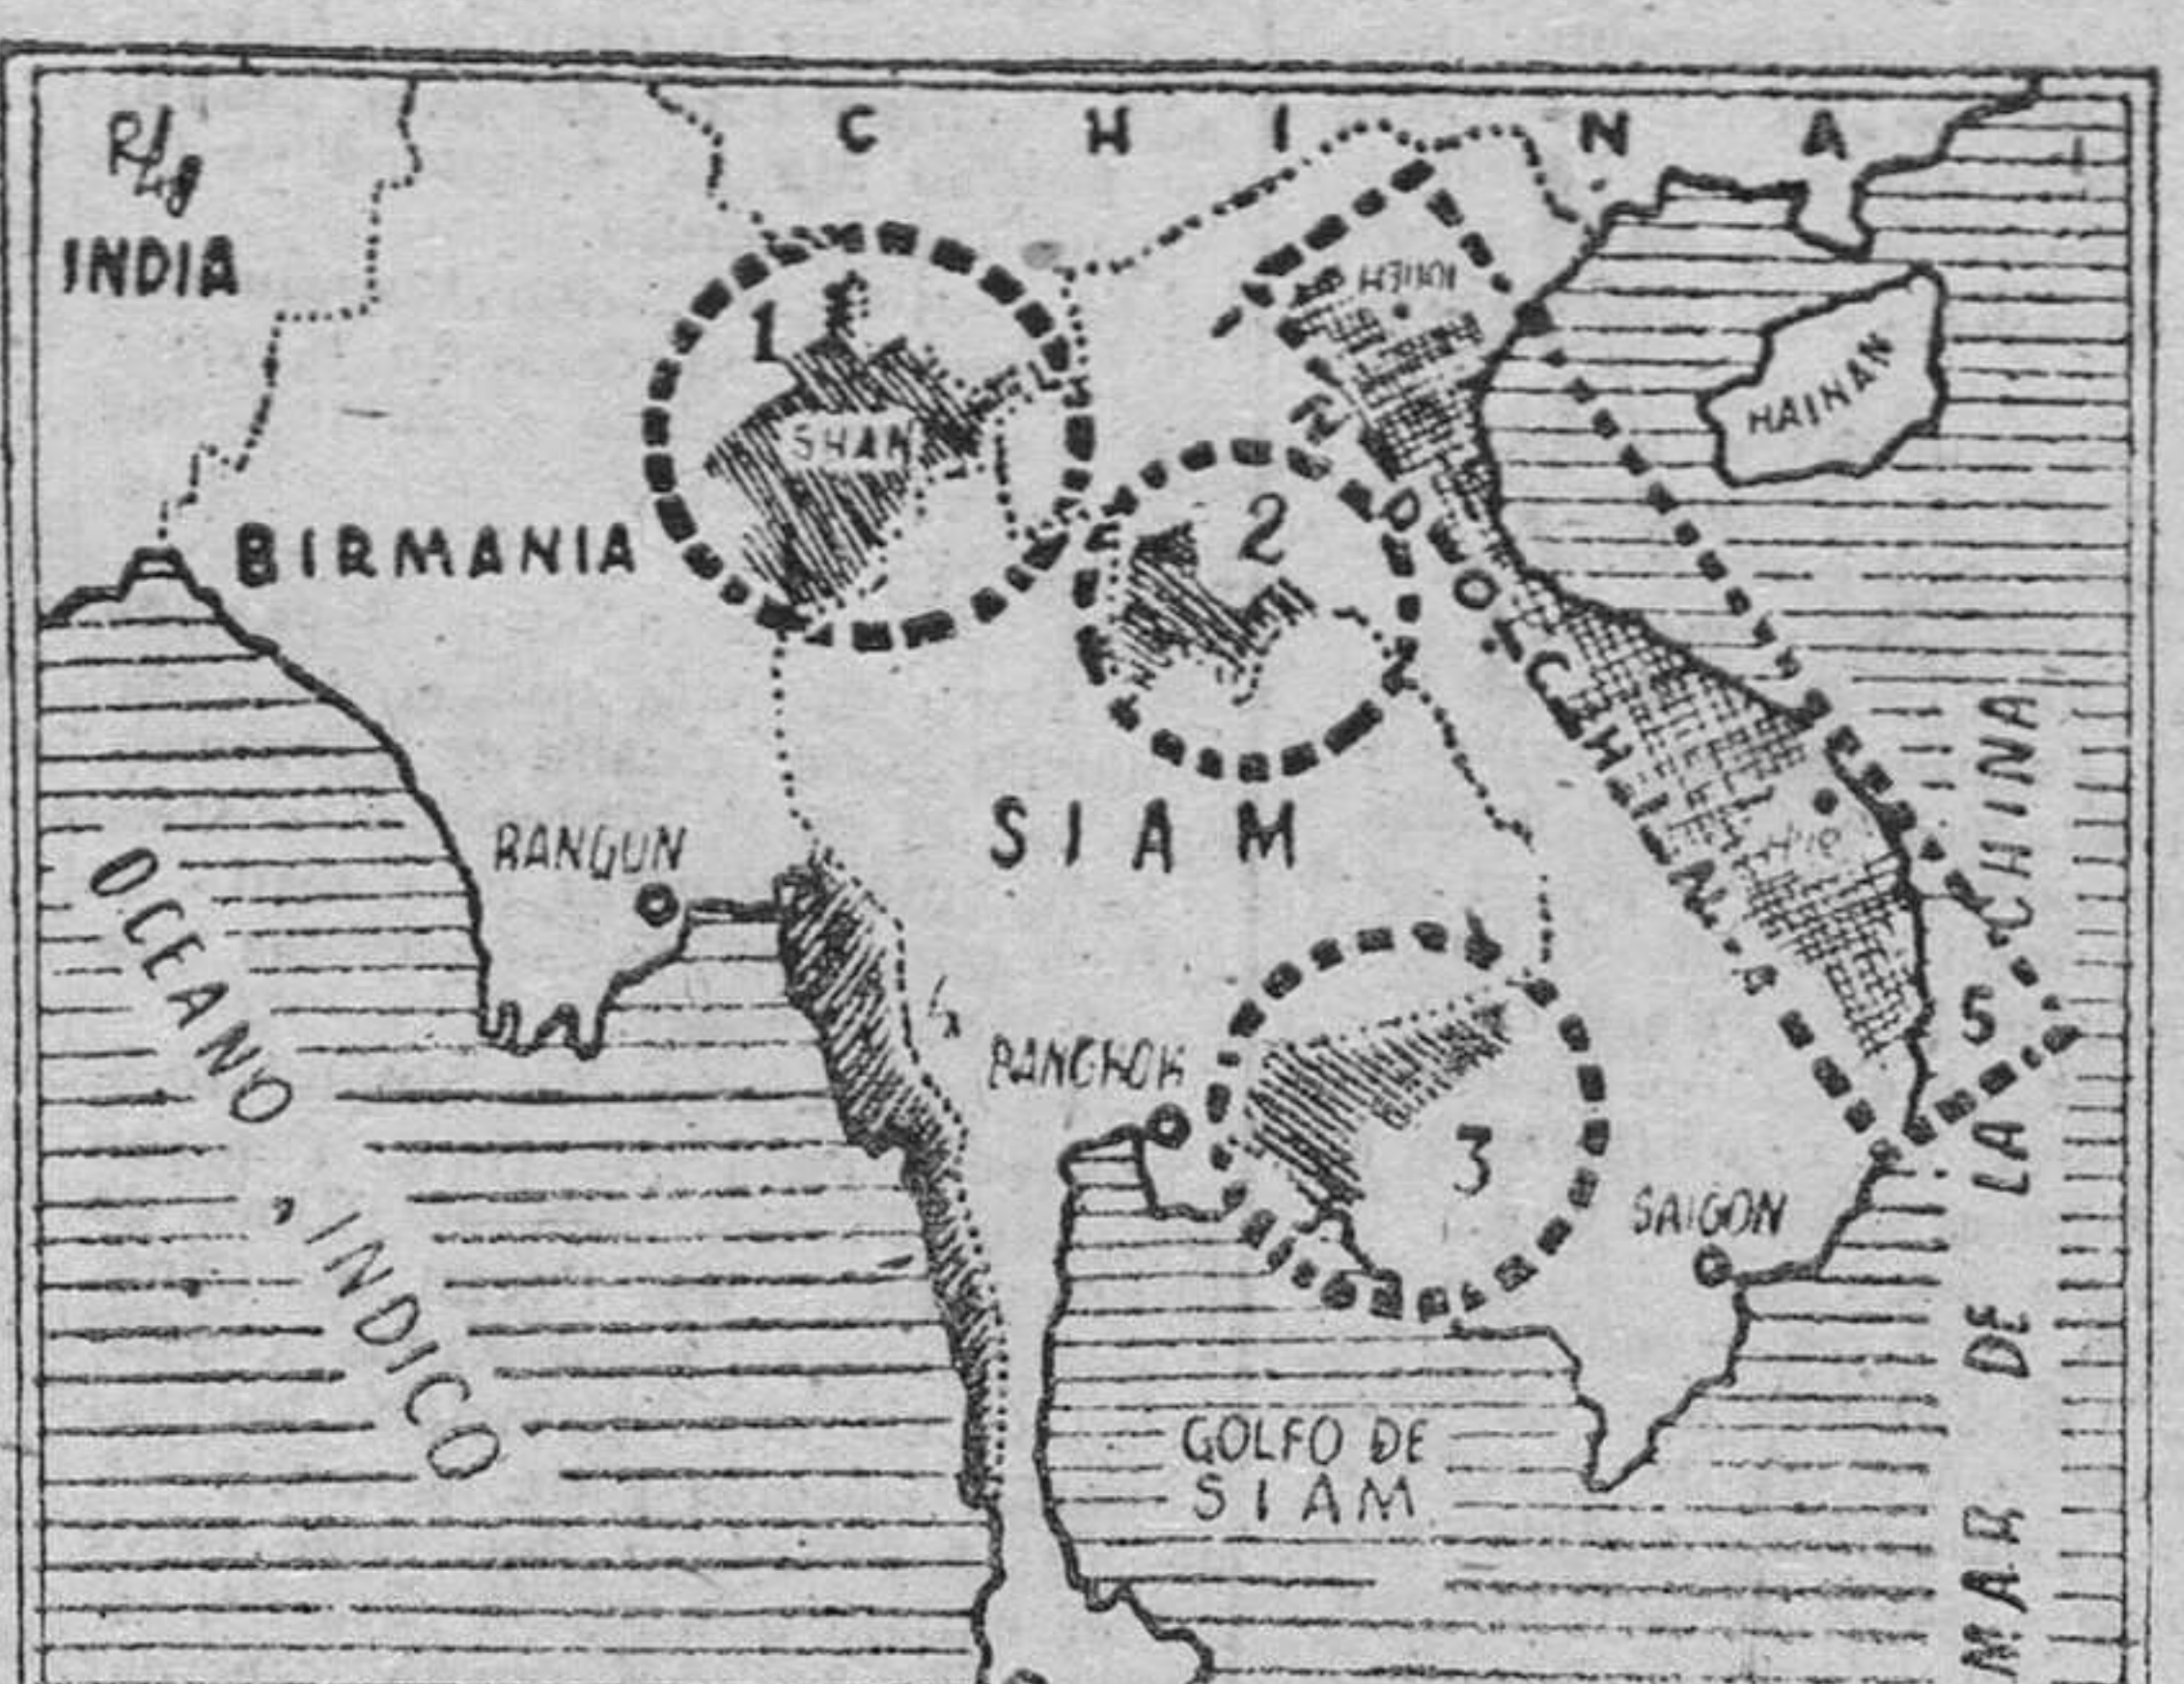 C H I N A
INDIA
1
SHAN
HAINAN
2
BIRMANIA
INDOCHINA
RANGUN
SIAM
BANGKOK
3
5
SAIGON
OCEANO INDICO
GOLFO DE
SIAM
MAR DE LA CHINA